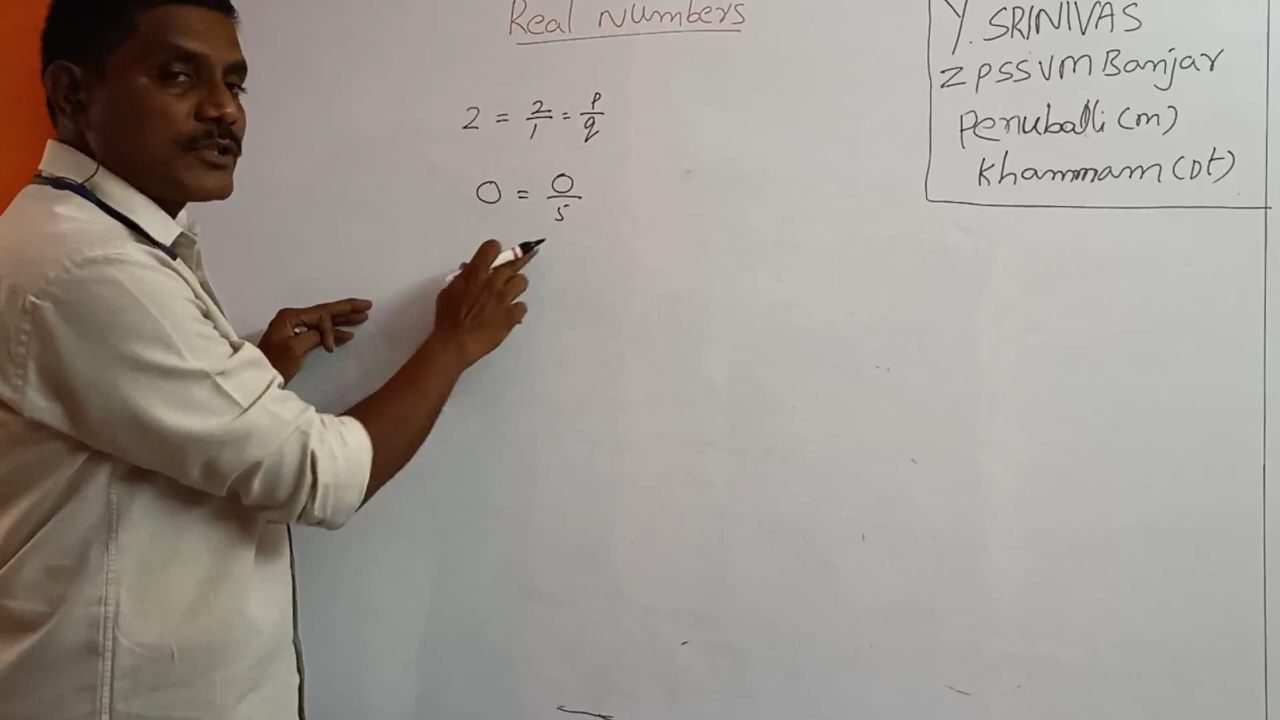 Real Numbers
2 = 2/1 = p/q
0 = 0/5
Y. SRINIVAS
ZPSSVM Banjar
Penuballi (m)
Khammam (Dt)